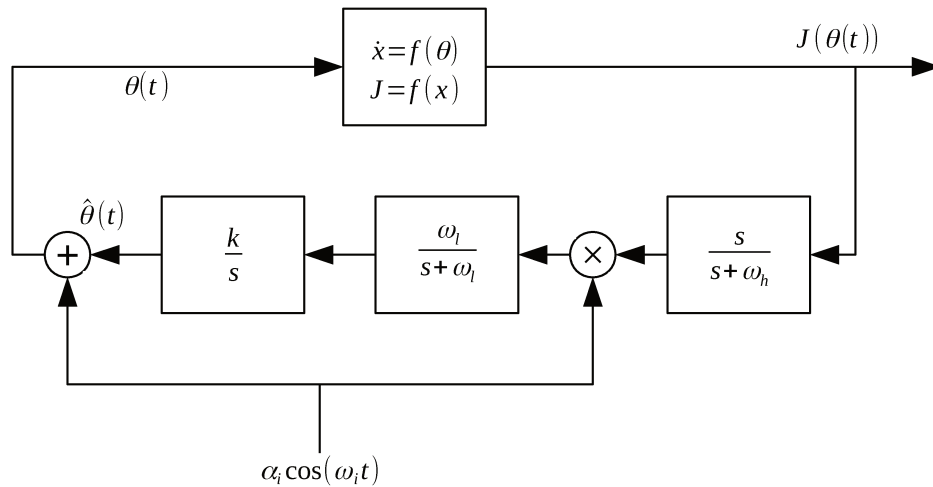 ẋ=f(θ)
J=f(x)
J(θ(t))
θ(t)
θ̂(t)
+
k
s
ω_l
s+ω_l
×
s
s+ω_h
α_i cos(ω_i t)